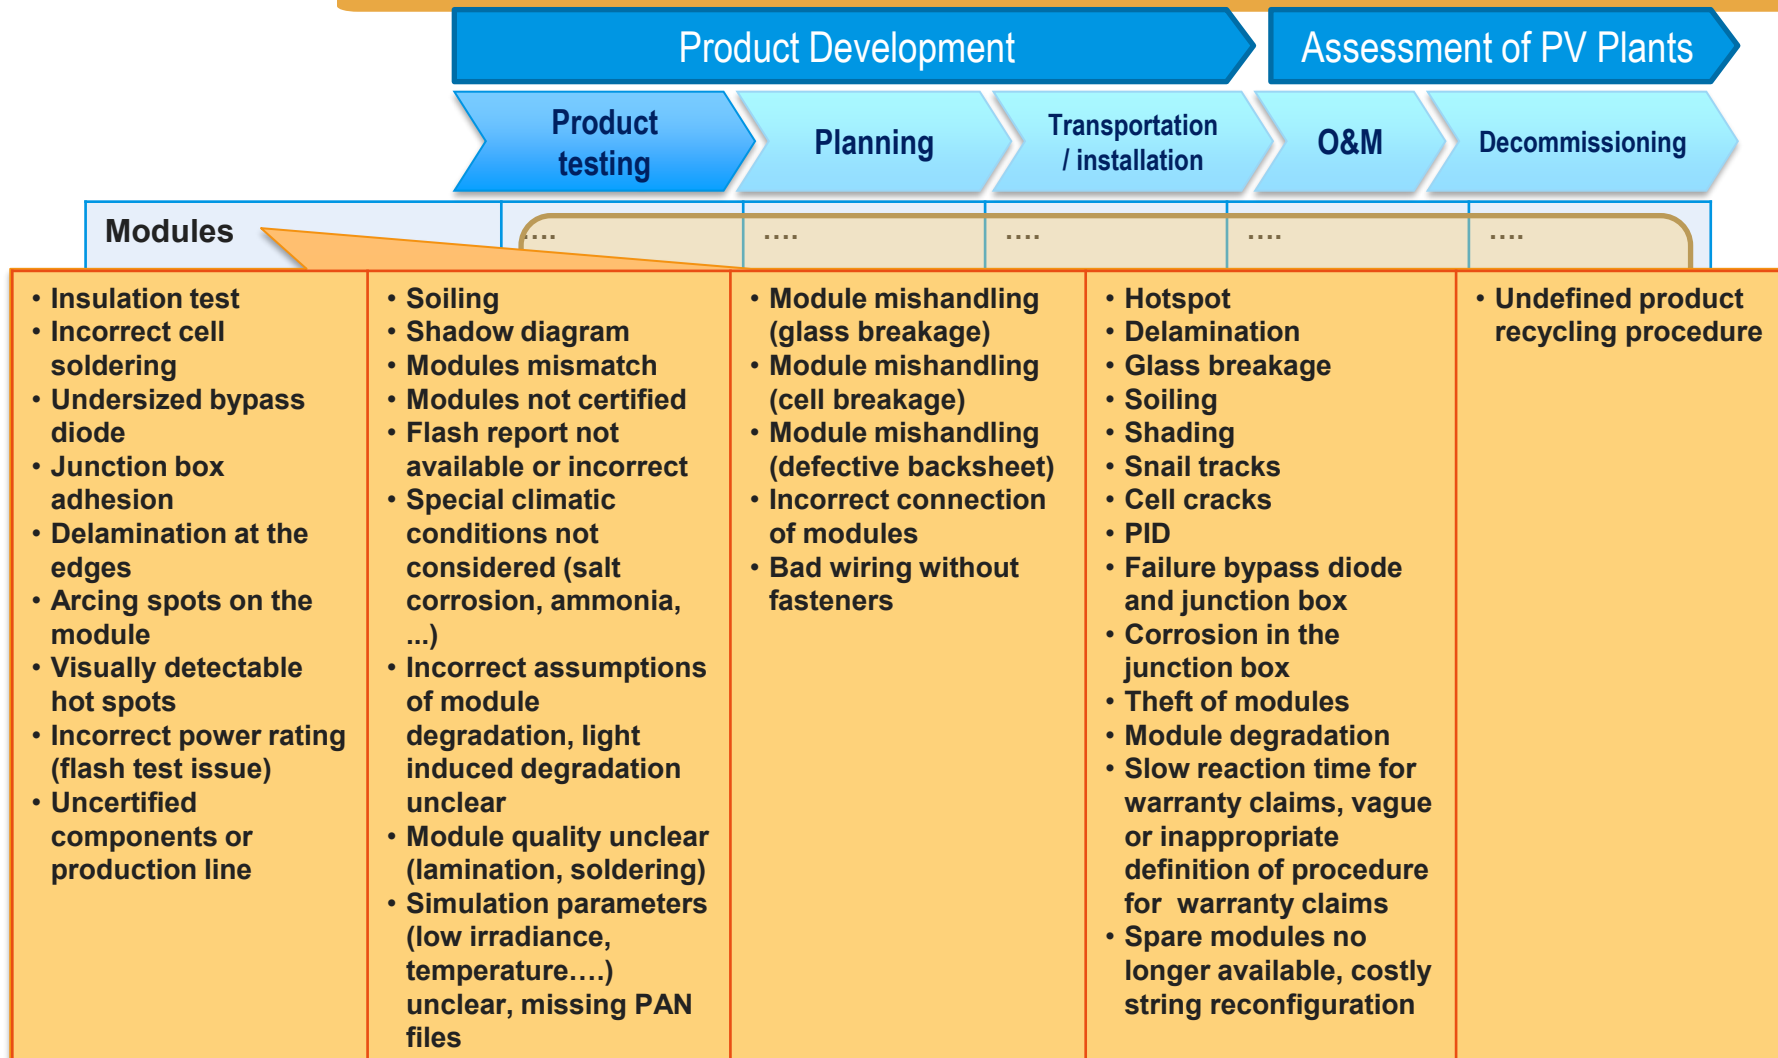 Product Development
Assessment of PV Plants
Product
testing
Planning
Transportation
/ installation
O&M
Decommissioning
Modules
....
....
....
....
....
• Insulation test
• Incorrect cell
soldering
• Undersized bypass
diode
• Junction box
adhesion
• Delamination at the
edges
• Arcing spots on the
module
• Visually detectable
hot spots
• Incorrect power rating
(flash test issue)
• Uncertified
components or
production line
• Soiling
• Shadow diagram
• Modules mismatch
• Modules not certified
• Flash report not
available or incorrect
• Special climatic
conditions not
considered (salt
corrosion, ammonia,
...)
• Incorrect assumptions
of module
degradation, light
induced degradation
unclear
• Module quality unclear
(lamination, soldering)
• Simulation parameters
(low irradiance,
temperature….)
unclear, missing PAN
files
• Module mishandling
(glass breakage)
• Module mishandling
(cell breakage)
• Module mishandling
(defective backsheet)
• Incorrect connection
of modules
• Bad wiring without
fasteners
• Hotspot
• Delamination
• Glass breakage
• Soiling
• Shading
• Snail tracks
• Cell cracks
• PID
• Failure bypass diode
and junction box
• Corrosion in the
junction box
• Theft of modules
• Module degradation
• Slow reaction time for
warranty claims, vague
or inappropriate
definition of procedure
for warranty claims
• Spare modules no
longer available, costly
string reconfiguration
• Undefined product
recycling procedure